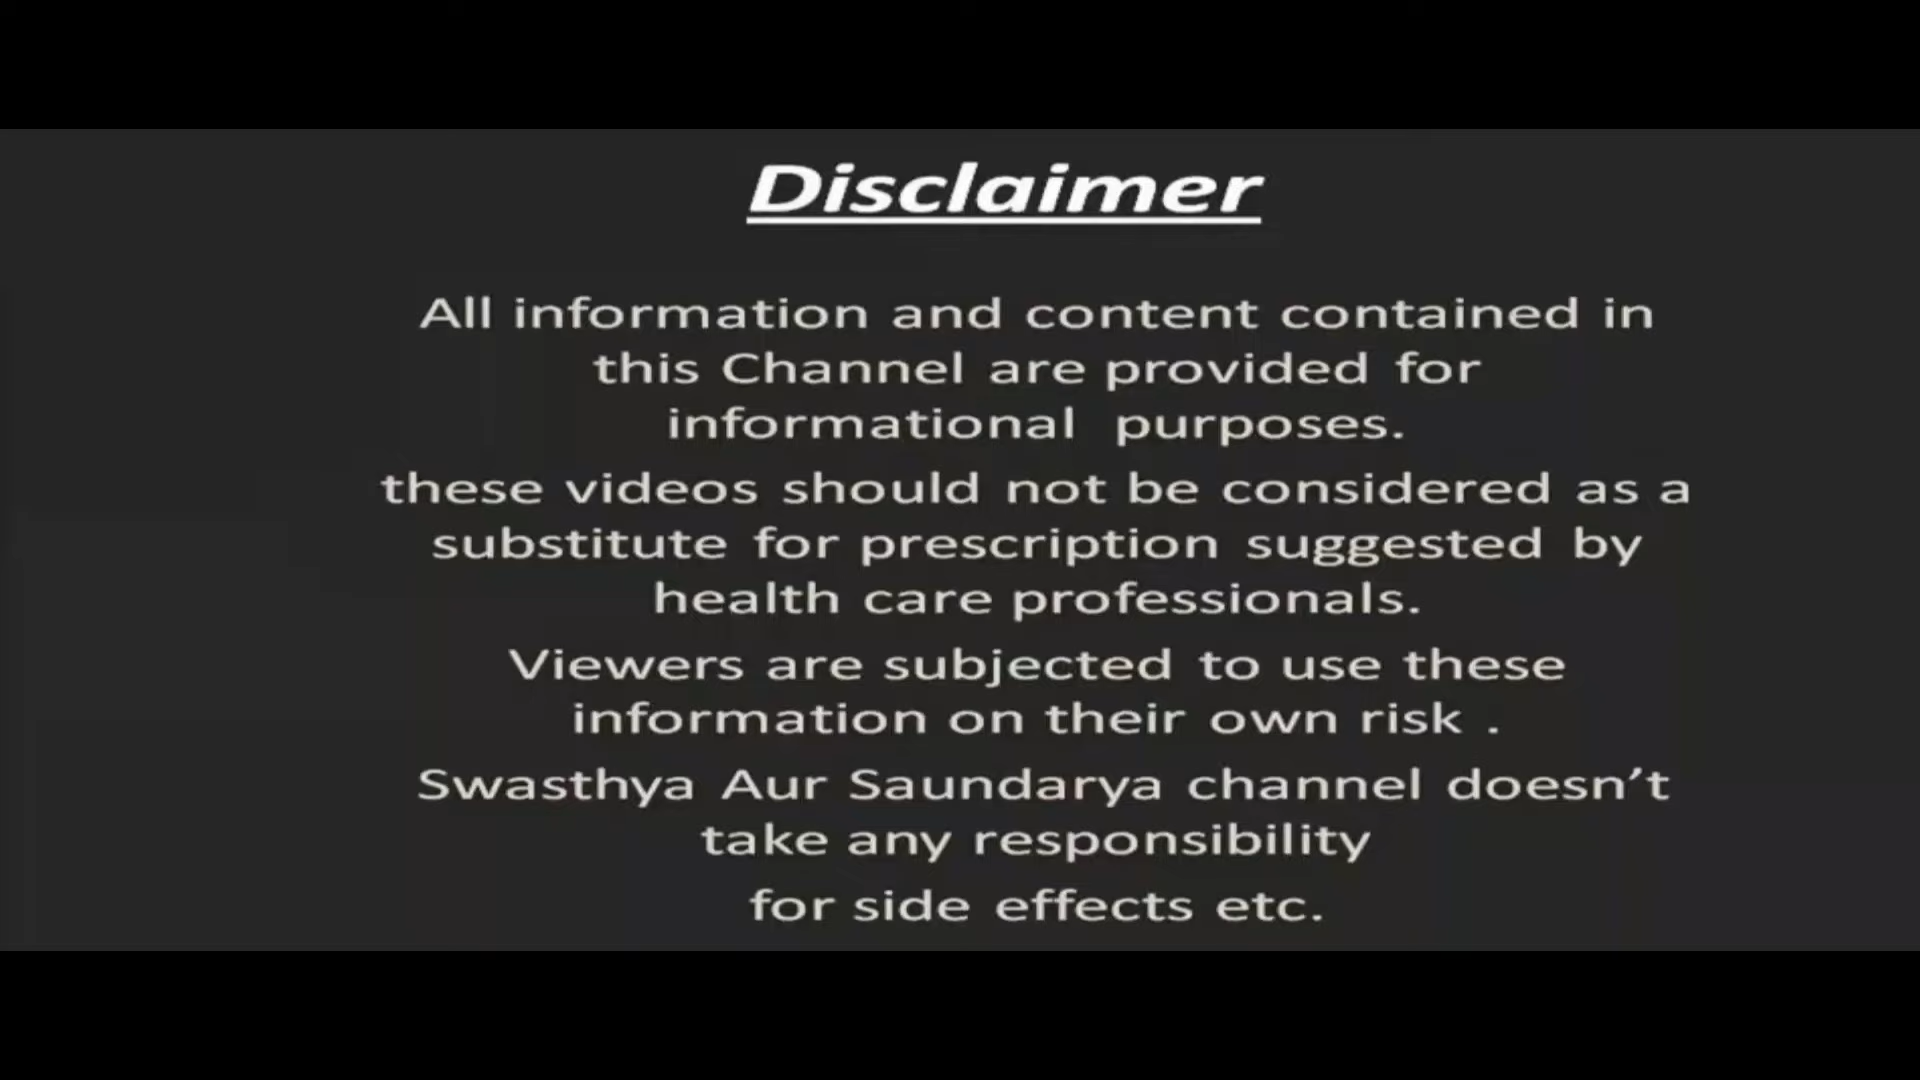 Disclaimer
All information and content contained in
this Channel are provided for
informational purposes.
these videos should not be considered as a
substitute for prescription suggested by
health care professionals.
Viewers are subjected to use these
information on their own risk .
Swasthya Aur Saundarya channel doesn’t
take any responsibility
for side effects etc.